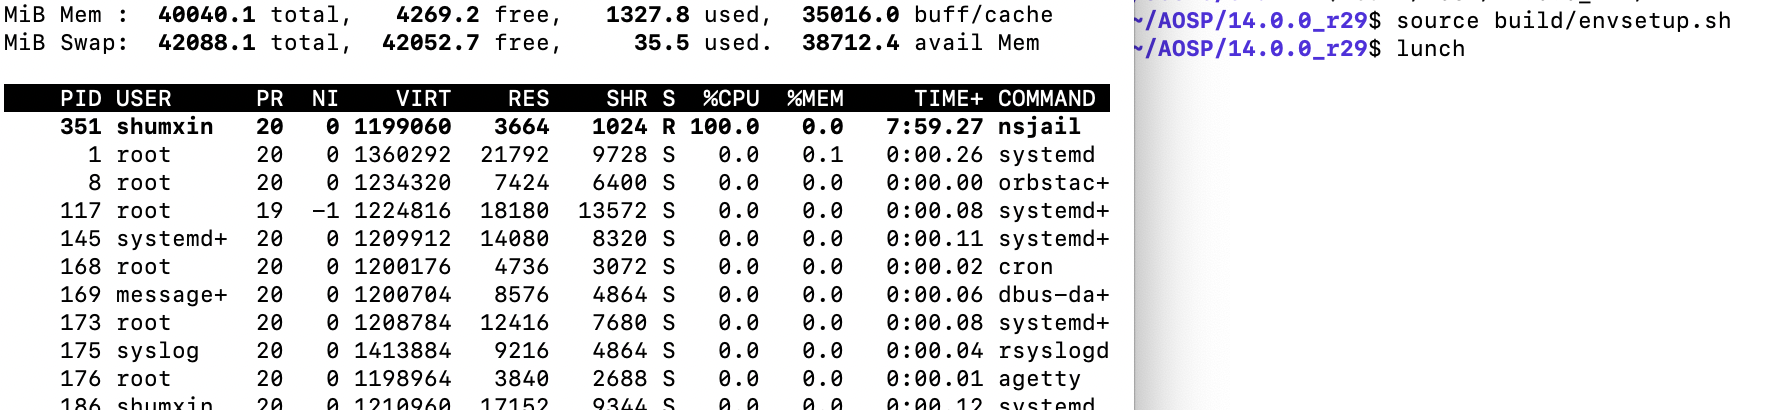 MiB Mem :  40040.1 total,   4269.2 free,   1327.8 used,  35016.0 buff/cache
MiB Swap:  42088.1 total,  42052.7 free,     35.5 used.  38712.4 avail Mem
PID USER      PR  NI    VIRT    RES    SHR S  %CPU  %MEM     TIME+ COMMAND
351 shumxin   20   0 1199060   3664   1024 R 100.0   0.0   7:59.27 nsjail
1 root      20   0 1360292  21792   9728 S   0.0   0.1   0:00.26 systemd
8 root      20   0 1234320   7424   6400 S   0.0   0.0   0:00.00 orbstac+
117 root      19  -1 1224816  18180  13572 S   0.0   0.0   0:00.08 systemd+
145 systemd+  20   0 1209912  14080   8320 S   0.0   0.0   0:00.11 systemd+
168 root      20   0 1200176   4736   3072 S   0.0   0.0   0:00.02 cron
169 message+  20   0 1200704   8576   4864 S   0.0   0.0   0:00.06 dbus-da+
173 root      20   0 1208784  12416   7680 S   0.0   0.0   0:00.08 systemd+
175 syslog    20   0 1413884   9216   4864 S   0.0   0.0   0:00.04 rsyslogd
176 root      20   0 1198964   3840   2688 S   0.0   0.0   0:00.01 agetty
186 shumxin   20   0 1210960  17152   9344 S   0.0   0.0   0:00.12 systemd
~/AOSP/14.0.0_r29$ source build/envsetup.sh
~/AOSP/14.0.0_r29$ lunch